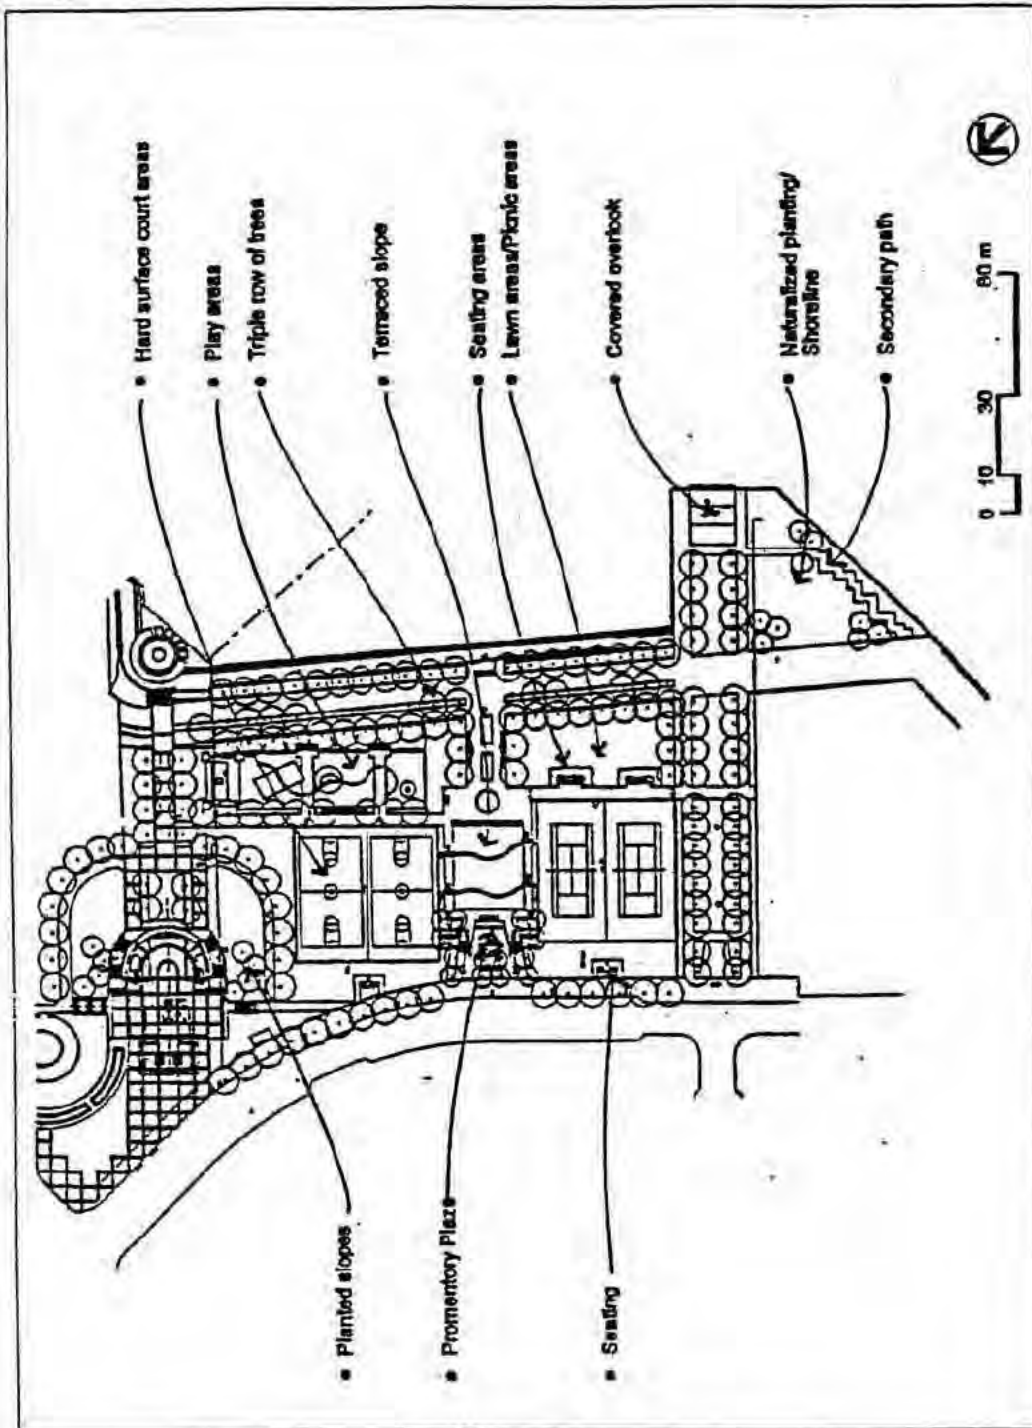 Hard surface court areas
Play areas
Triple row of trees
Terraced slope
Seating areas
Lawn areas/Picnic areas
Covered overlook
Naturalized planting/
Shoreline
Secondary path
Planted slopes
Promentory Plaza
Seating
0 10 30 60 m